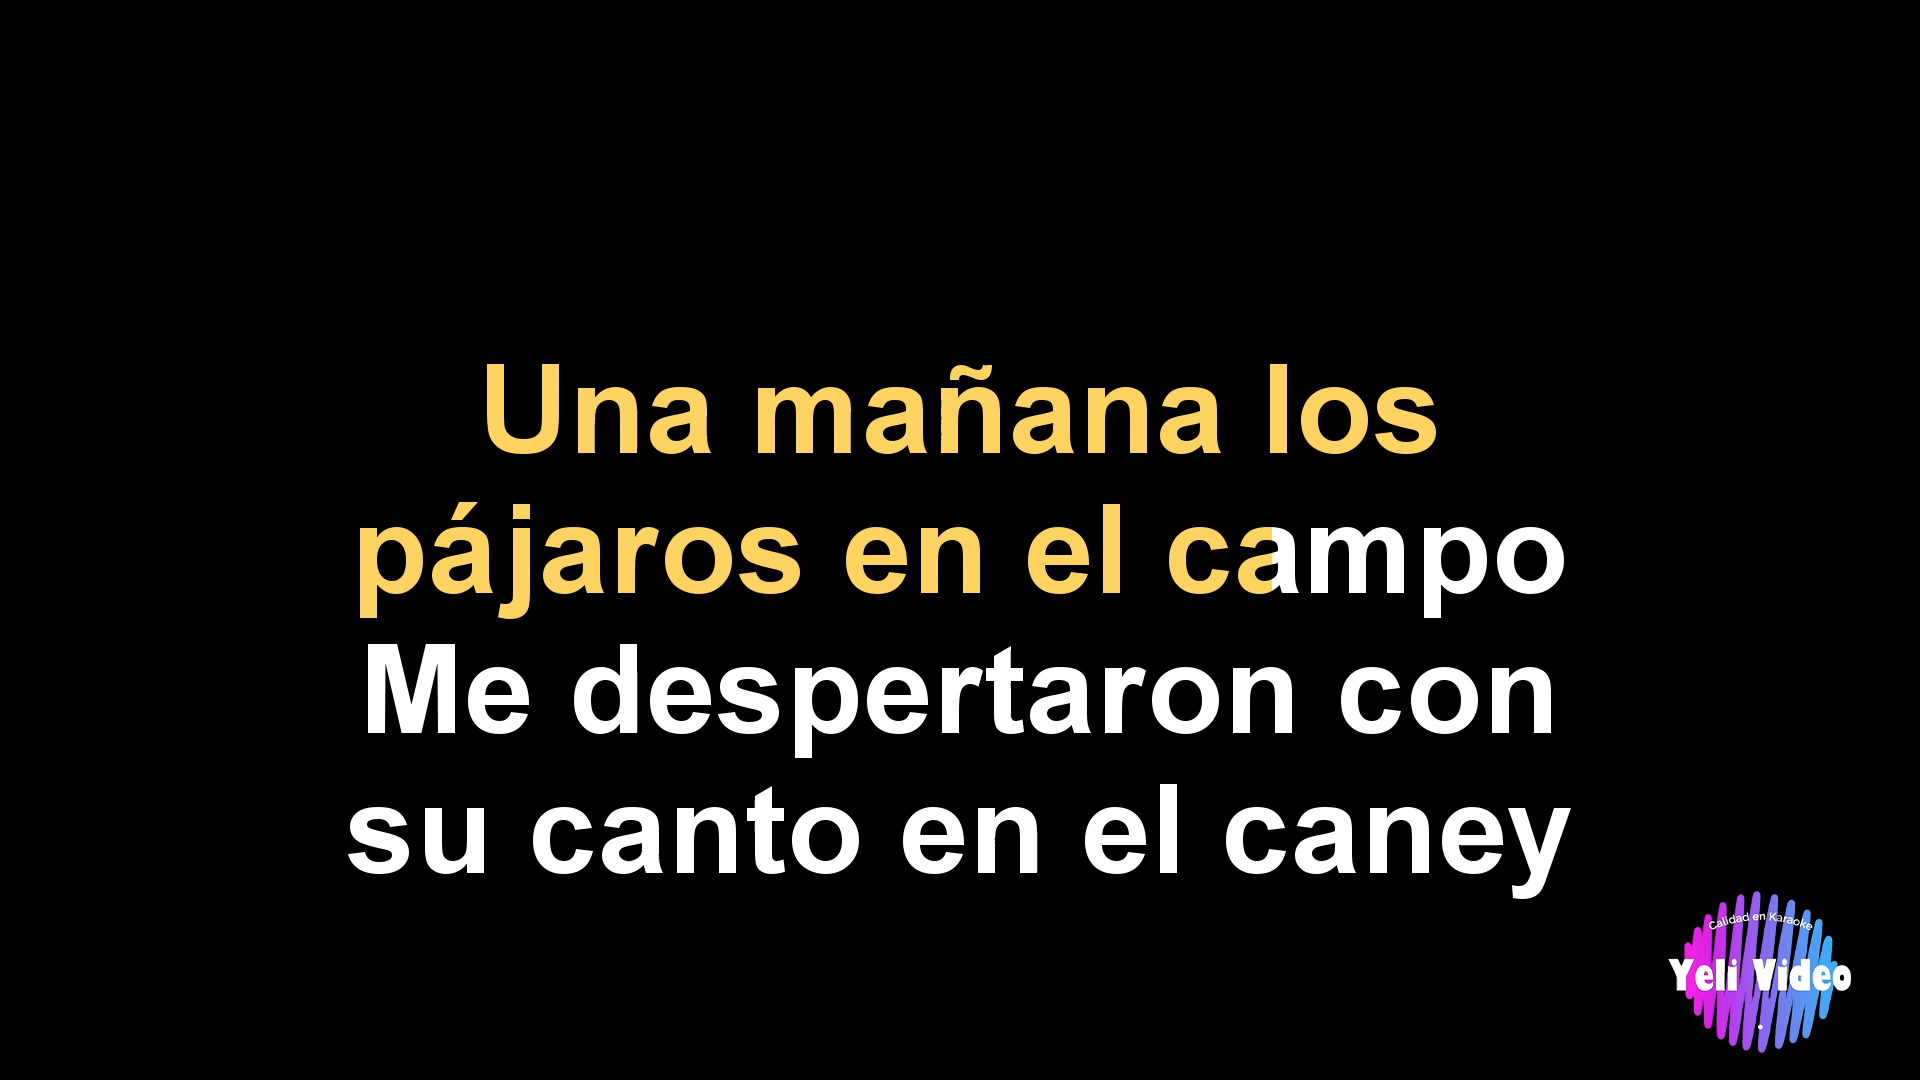 Una mañana los
pájaros en el campo
Me despertaron con
su canto en el caney
Calidad en Karaoke
Yeli Video